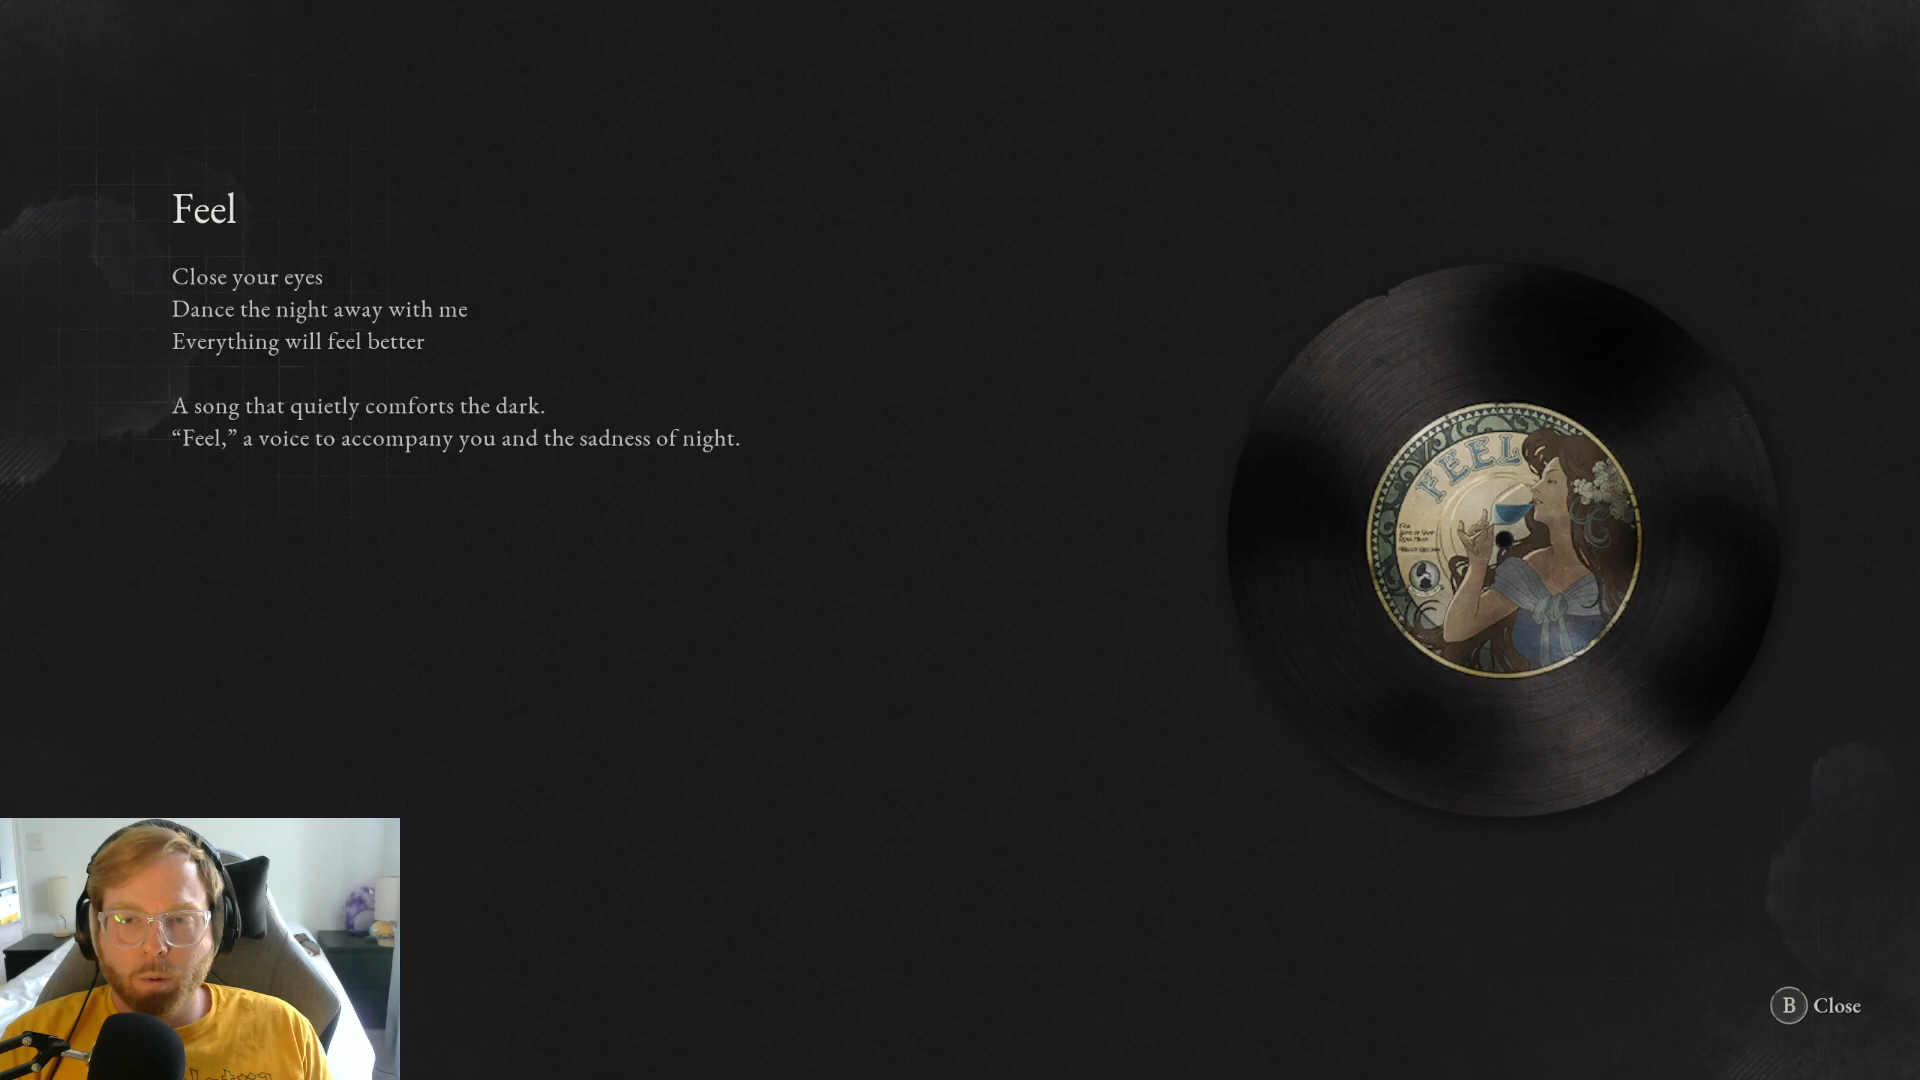 Feel
Close your eyes
Dance the night away with me
Everything will feel better
A song that quietly comforts the dark.
“Feel,” a voice to accompany you and the sadness of night.
FEEL
B Close